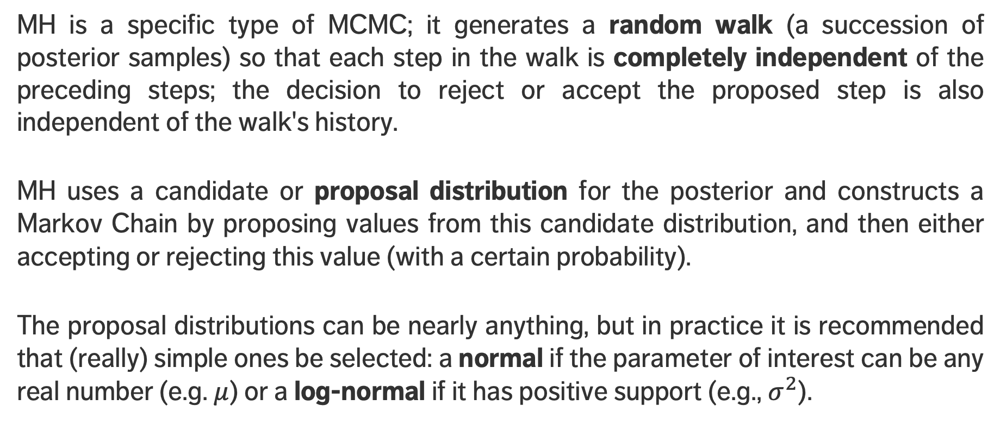 MH is a specific type of MCMC; it generates a random walk (a succession of
posterior samples) so that each step in the walk is completely independent of the
preceding steps; the decision to reject or accept the proposed step is also
independent of the walk's history.
MH uses a candidate or proposal distribution for the posterior and constructs a
Markov Chain by proposing values from this candidate distribution, and then either
accepting or rejecting this value (with a certain probability).
The proposal distributions can be nearly anything, but in practice it is recommended
that (really) simple ones be selected: a normal if the parameter of interest can be any
real number (e.g. μ) or a log-normal if it has positive support (e.g., σ²).